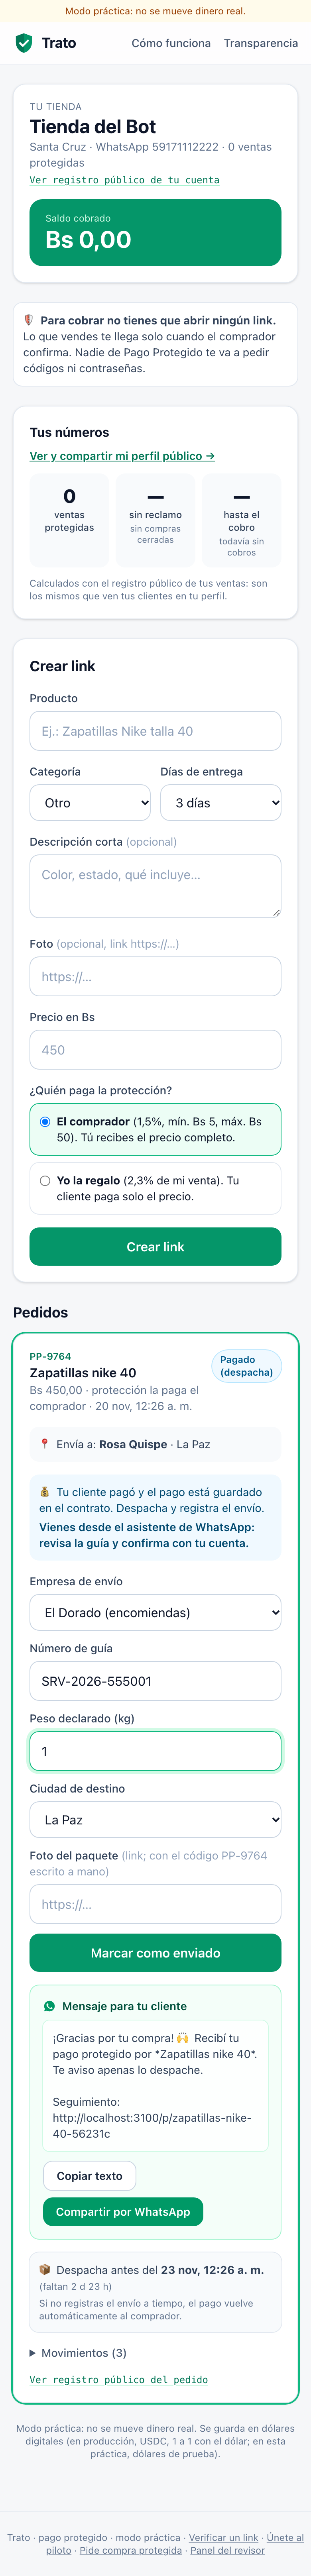 Modo práctica: no se mueve dinero real.
Trato
Cómo funciona
Transparencia
TU TIENDA
Tienda del Bot
Santa Cruz · WhatsApp 59171112222 · 0 ventas
protegidas
Ver registro público de tu cuenta
Saldo cobrado
Bs 0,00
Para cobrar no tienes que abrir ningún link.
Lo que vendes te llega solo cuando el comprador
confirma. Nadie de Pago Protegido te va a pedir
códigos ni contraseñas.
Tus números
Ver y compartir mi perfil público →
0
ventas
protegidas
—
sin reclamo
sin compras
cerradas
—
hasta el
cobro
todavía sin
cobros
Calculados con el registro público de tus ventas: son
los mismos que ven tus clientes en tu perfil.
Crear link
Producto
Ej.: Zapatillas Nike talla 40
Categoría
Días de entrega
Otro
3 días
Descripción corta (opcional)
Color, estado, qué incluye...
Foto (opcional, link https://...)
https://...
Precio en Bs
450
¿Quién paga la protección?
El comprador (1,5%, mín. Bs 5, máx. Bs
50). Tú recibes el precio completo.
Yo la regalo (2,3% de mi venta). Tu
cliente paga solo el precio.
Crear link
Pedidos
PP-9764
Zapatillas nike 40
Pagado
(despacha)
Bs 450,00 · protección la paga el
comprador · 20 nov, 12:26 a. m.
Envía a: Rosa Quispe · La Paz
Tu cliente pagó y el pago está guardado
en el contrato. Despacha y registra el envío.
Vienes desde el asistente de WhatsApp:
revisa la guía y confirma con tu cuenta.
Empresa de envío
El Dorado (encomiendas)
Número de guía
SRV-2026-555001
Peso declarado (kg)
1
Ciudad de destino
La Paz
Foto del paquete (link; con el código PP-9764
escrito a mano)
https://...
Marcar como enviado
Mensaje para tu cliente
¡Gracias por tu compra! 🙌 Recibí tu
pago protegido por *Zapatillas nike 40*.
Te aviso apenas lo despache.
Seguimiento:
http://localhost:3100/p/zapatillas-nike-
40-56231c
Copiar texto
Compartir por WhatsApp
Despacha antes del 23 nov, 12:26 a. m.
(faltan 2 d 23 h)
Si no registras el envío a tiempo, el pago vuelve
automáticamente al comprador.
Movimientos (3)
Ver registro público del pedido
Modo práctica: no se mueve dinero real. Se guarda en dólares
digitales (en producción, USDC, 1 a 1 con el dólar; en esta
práctica, dólares de prueba).
Trato · pago protegido · modo práctica · Verificar un link · Únete al
piloto · Pide compra protegida · Panel del revisor